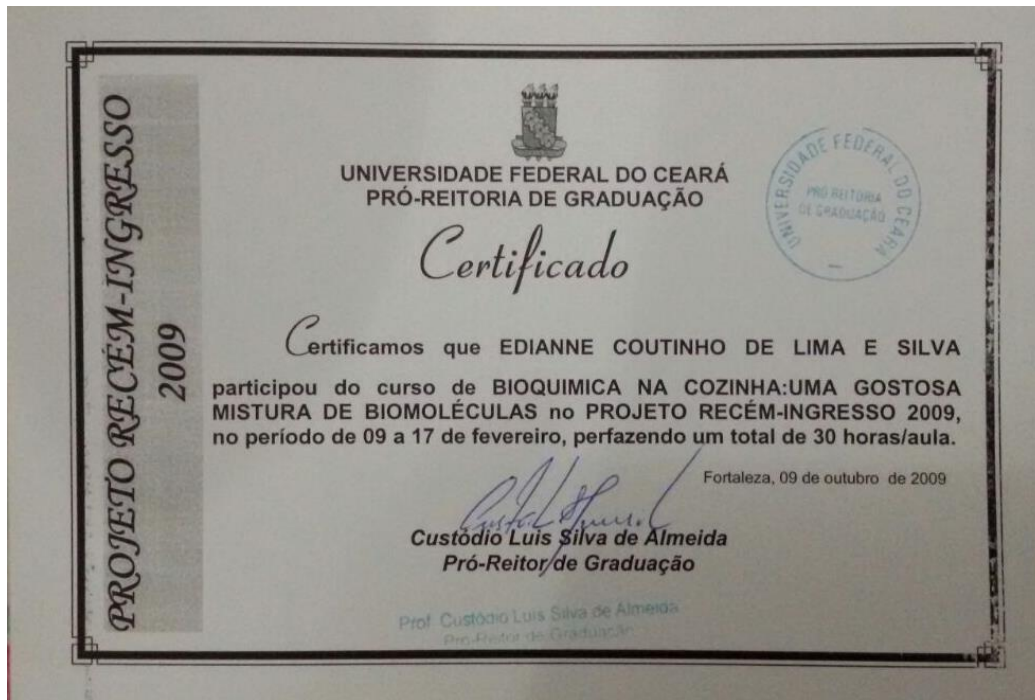 PROJETO RECÉM-INGRESSO
2009
UNIVERSIDADE FEDERAL DO CEARÁ
PRÓ-REITORIA DE GRADUAÇÃO
UNIVERSIDADE FEDERAL DO CEARÁ
PRÓ REITORIA
DE GRADUAÇÃO
Certificado
Certificamos que EDIANNE COUTINHO DE LIMA E SILVA
participou do curso de BIOQUIMICA NA COZINHA:UMA GOSTOSA
MISTURA DE BIOMOLÉCULAS no PROJETO RECÉM-INGRESSO 2009,
no período de 09 a 17 de fevereiro, perfazendo um total de 30 horas/aula.
Fortaleza, 09 de outubro de 2009
Custódio Luis Silva de Almeida
Pró-Reitor de Graduação
Prof. Custódio Luis Silva de Almeida
Pró-Reitor de Graduação